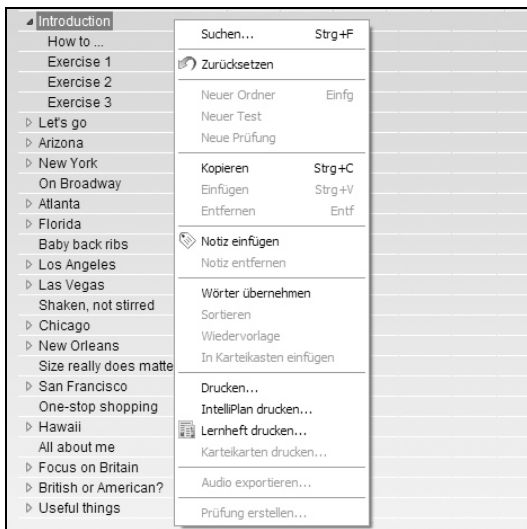 Introduction
How to ...
Exercise 1
Exercise 2
Exercise 3
Let's go
Arizona
New York
On Broadway
Atlanta
Florida
Baby back ribs
Los Angeles
Las Vegas
Shaken, not stirred
Chicago
New Orleans
Size really does matte
San Francisco
One-stop shopping
Hawaii
All about me
Focus on Britain
British or American?
Useful things
Suchen... Strg+F
Zurücksetzen
Neuer Ordner Einfg
Neuer Test
Neue Prüfung
Kopieren Strg+C
Einfügen Strg+V
Entfernen Entf
Notiz einfügen
Notiz entfernen
Wörter übernehmen
Sortieren
Wiedervorlage
In Karteikasten einfügen
Drucken...
IntelliPlan drucken...
Lernheft drucken...
Karteikarten drucken...
Audio exportieren...
Prüfung erstellen...